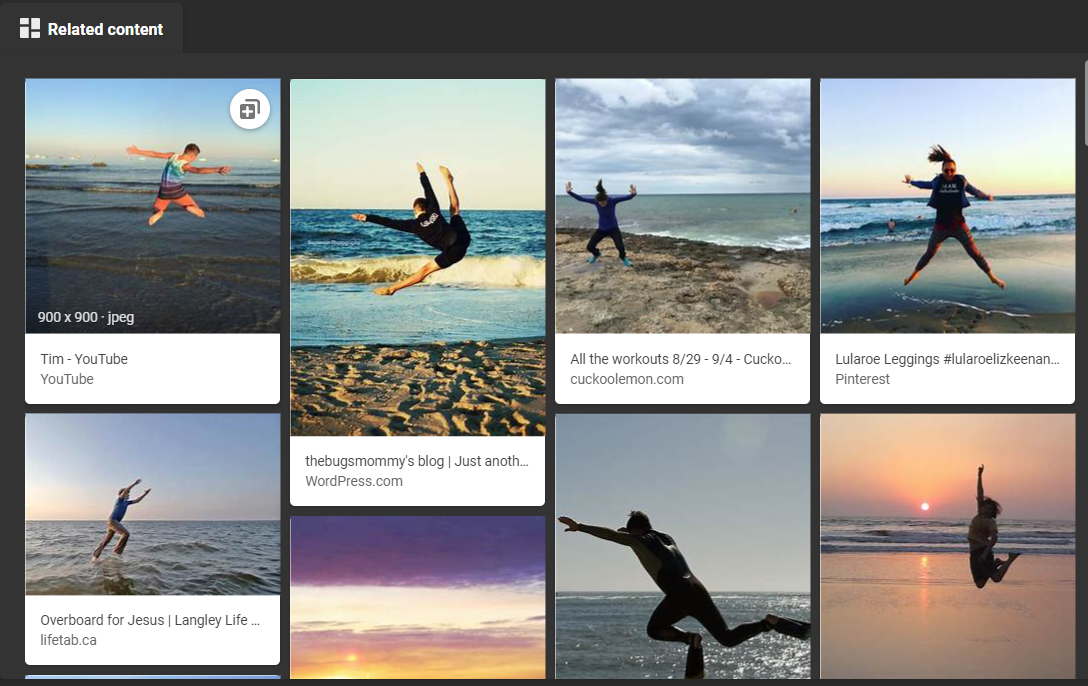 Related content
900 x 900 · jpeg
Tim - YouTube
YouTube
thebugsmommy's blog | Just anoth...
WordPress.com
All the workouts 8/29 - 9/4 - Cucko...
cuckoolemon.com
Lularoe Leggings #lularoelizkeenan...
Pinterest
Overboard for Jesus | Langley Life ...
lifetab.ca